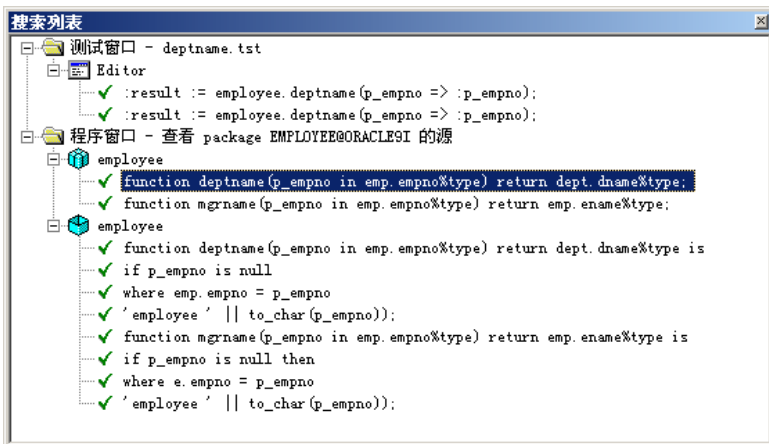 搜索列表
测试窗口 - deptname.tst
Editor
:result := employee.deptname(p_empno => :p_empno);
:result := employee.deptname(p_empno => :p_empno);
程序窗口 - 查看 package EMPLOYEE@ORACLE9I 的源
employee
function deptname(p_empno in emp.empno%type) return dept.dname%type;
function mgrname(p_empno in emp.empno%type) return emp.ename%type;
employee
function deptname(p_empno in emp.empno%type) return dept.dname%type is
if p_empno is null
where emp.empno = p_empno
'employee ' || to_char(p_empno));
function mgrname(p_empno in emp.empno%type) return emp.ename%type is
if p_empno is null then
where e.empno = p_empno
'employee ' || to_char(p_empno));